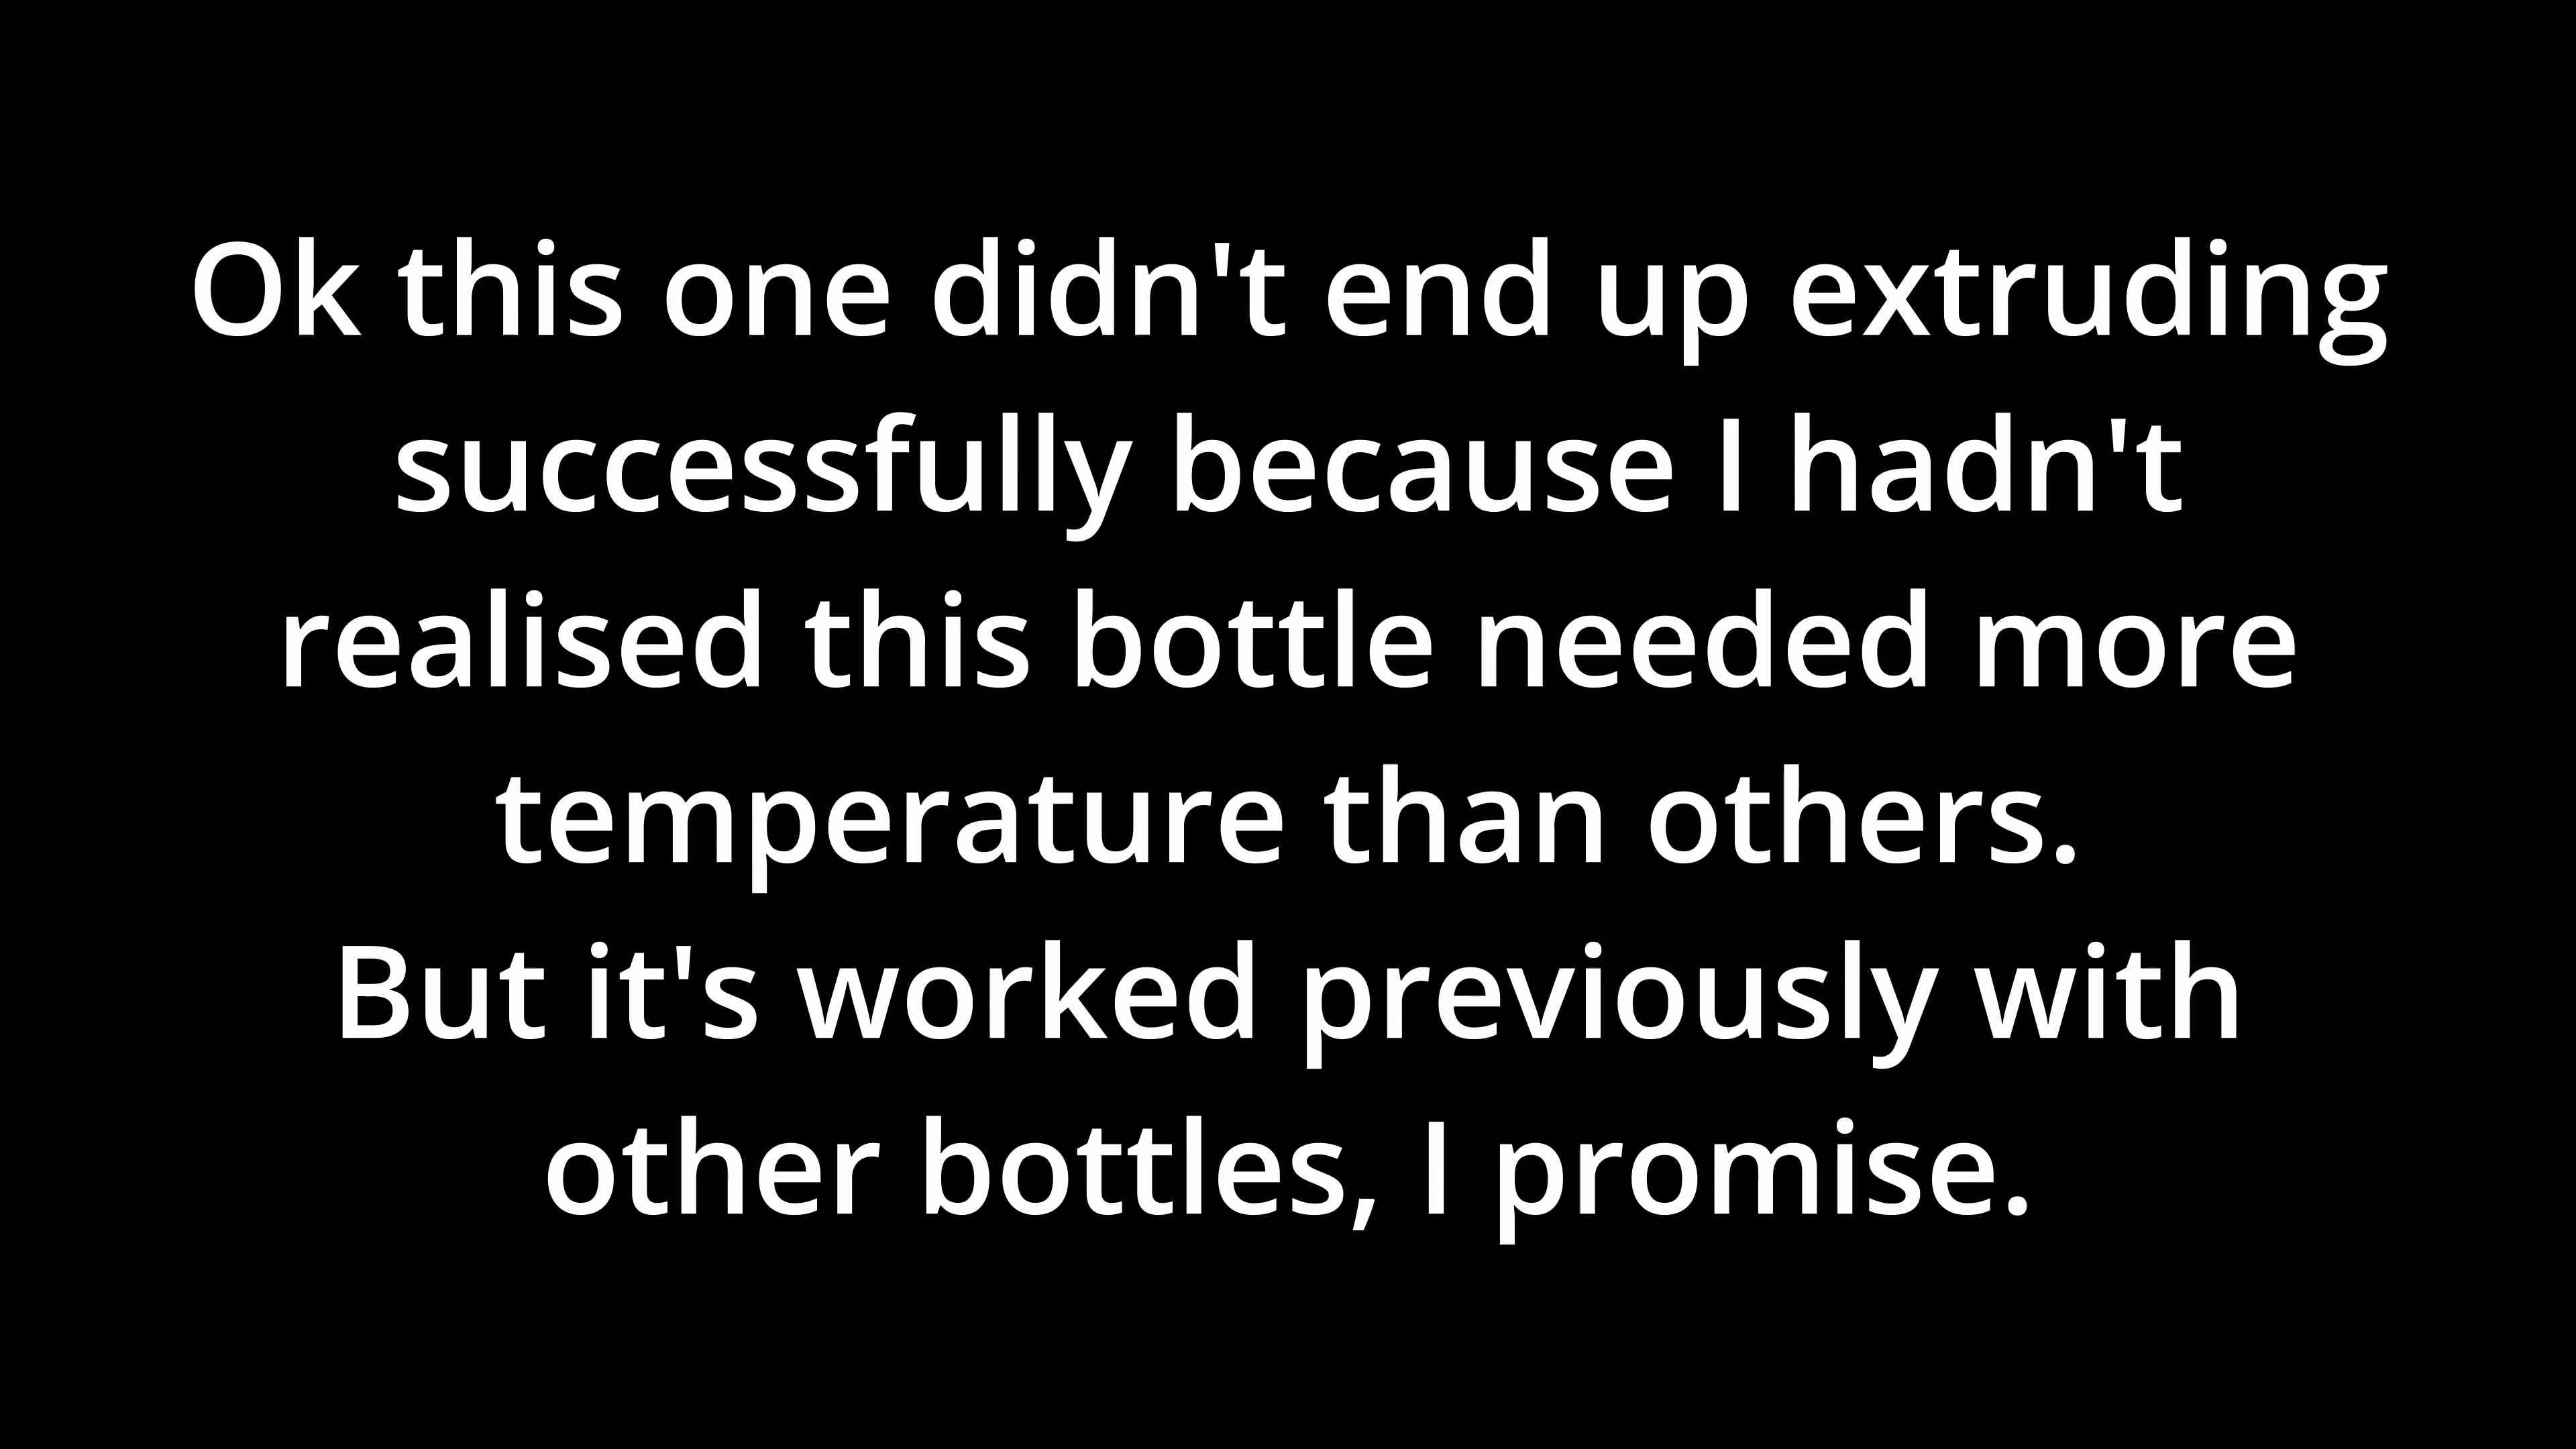 Ok this one didn't end up extruding
successfully because I hadn't
realised this bottle needed more
temperature than others.
But it's worked previously with
other bottles, I promise.